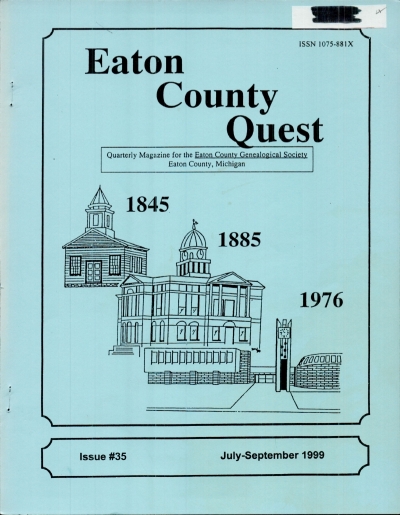 ISSN 1075-881X
Eaton
County
Quest
Quarterly Magazine for the Eaton County Genealogical Society
Eaton County, Michigan
1845
1885
1976
Issue #35
July-September 1999